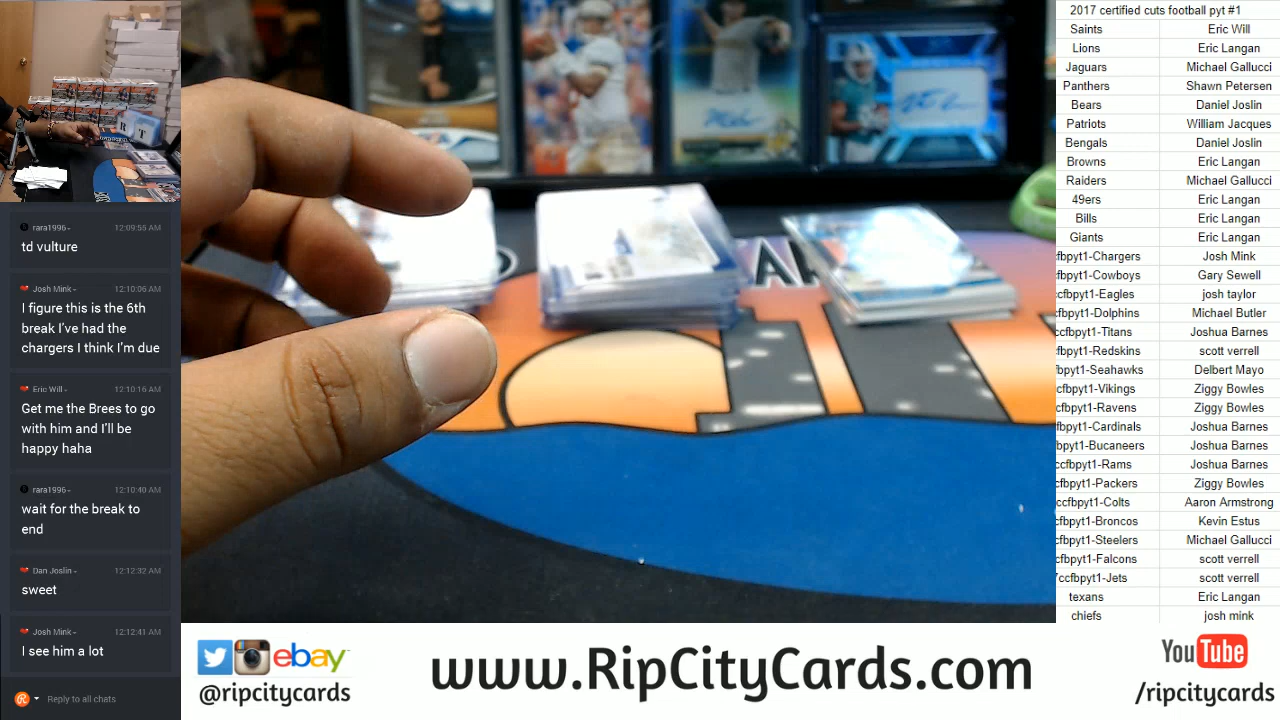 rara1996
12:09:55 AM
td vulture
Josh Mink
12:10:06 AM
I figure this is the 6th
break I've had the
chargers I think I'm due
Eric Will
12:10:16 AM
Get me the Brees to go
with him and I'll be
happy haha
rara1996
12:10:40 AM
wait for the break to
end
Dan Joslin
12:12:32 AM
sweet
Josh Mink
12:12:41 AM
I see him a lot
Reply to all chats
@ripcitycards
ebay
www.RipCityCards.com
YouTube
/ripcitycards
2017 certified cuts football pyt #1
Saints Eric Will
Lions Eric Langan
Jaguars Michael Gallucci
Panthers Shawn Petersen
Bears Daniel Joslin
Patriots William Jacques
Bengals Daniel Joslin
Browns Eric Langan
Raiders Michael Gallucci
49ers Eric Langan
Bills Eric Langan
Giants Eric Langan
cfbpyt1-Chargers Josh Mink
ccfbpyt1-Cowboys Gary Sewell
ccfbpyt1-Eagles josh taylor
cfbpyt1-Dolphins Michael Butler
ccfbpyt1-Titans Joshua Barnes
fbpyt1-Redskins scott verrell
bpyt1-Seahawks Delbert Mayo
cfbpyt1-Vikings Ziggy Bowles
cfbpyt1-Ravens Ziggy Bowles
fbpyt1-Cardinals Joshua Barnes
bpyt1-Bucaneers Joshua Barnes
ccfbpyt1-Rams Joshua Barnes
cfbpyt1-Packers Ziggy Bowles
ccfbpyt1-Colts Aaron Armstrong
cfbpyt1-Broncos Kevin Estus
cfbpyt1-Steelers Michael Gallucci
cfbpyt1-Falcons scott verrell
7ccfbpyt1-Jets scott verrell
texans Eric Langan
chiefs josh mink